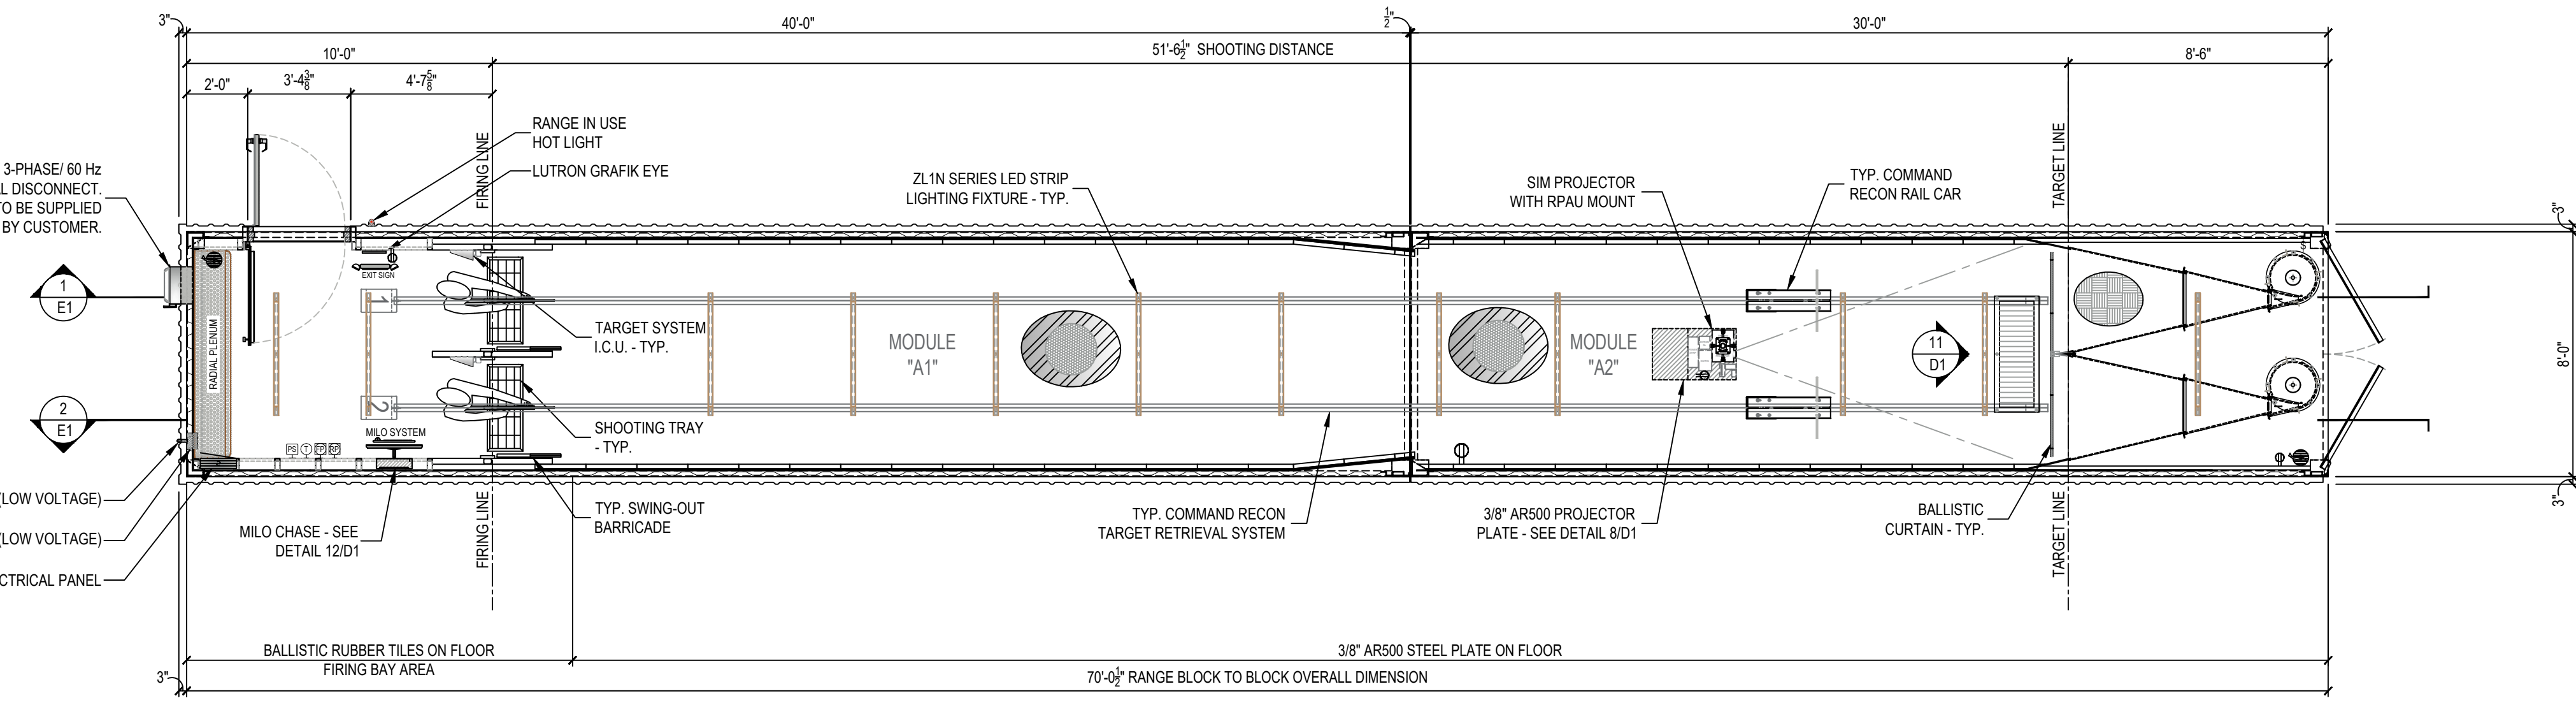 3"
40'-0"
1/2"
30'-0"
10'-0"
51'-6 1/2" SHOOTING DISTANCE
8'-6"
2'-0"
3'-4 3/8"
4'-7 5/8"
RANGE IN USE
HOT LIGHT
LUTRON GRAFIK EYE
FIRING LINE
ZL1N SERIES LED STRIP
LIGHTING FIXTURE - TYP.
SIM PROJECTOR
WITH RPAU MOUNT
TYP. COMMAND
RECON RAIL CAR
TARGET LINE
3-PHASE/ 60 Hz
DISCONNECT.
TO BE SUPPLIED
BY CUSTOMER.
3"
8'-0"
3"
1
E1
2
E1
RADIAL PLENUM
EXIT SIGN
1
2
TARGET SYSTEM
I.C.U. - TYP.
MODULE
"A1"
MODULE
"A2"
11
D1
MILO SYSTEM
PS
T
FP
RP
SHOOTING TRAY
- TYP.
(LOW VOLTAGE)
(LOW VOLTAGE)
PANEL
MILO CHASE - SEE
DETAIL 12/D1
FIRING LINE
TYP. SWING-OUT
BARRICADE
TYP. COMMAND RECON
TARGET RETRIEVAL SYSTEM
3/8" AR500 PROJECTOR
PLATE - SEE DETAIL 8/D1
BALLISTIC
CURTAIN - TYP.
TARGET LINE
BALLISTIC RUBBER TILES ON FLOOR
FIRING BAY AREA
3/8" AR500 STEEL PLATE ON FLOOR
3"
70'-0 1/2" RANGE BLOCK TO BLOCK OVERALL DIMENSION